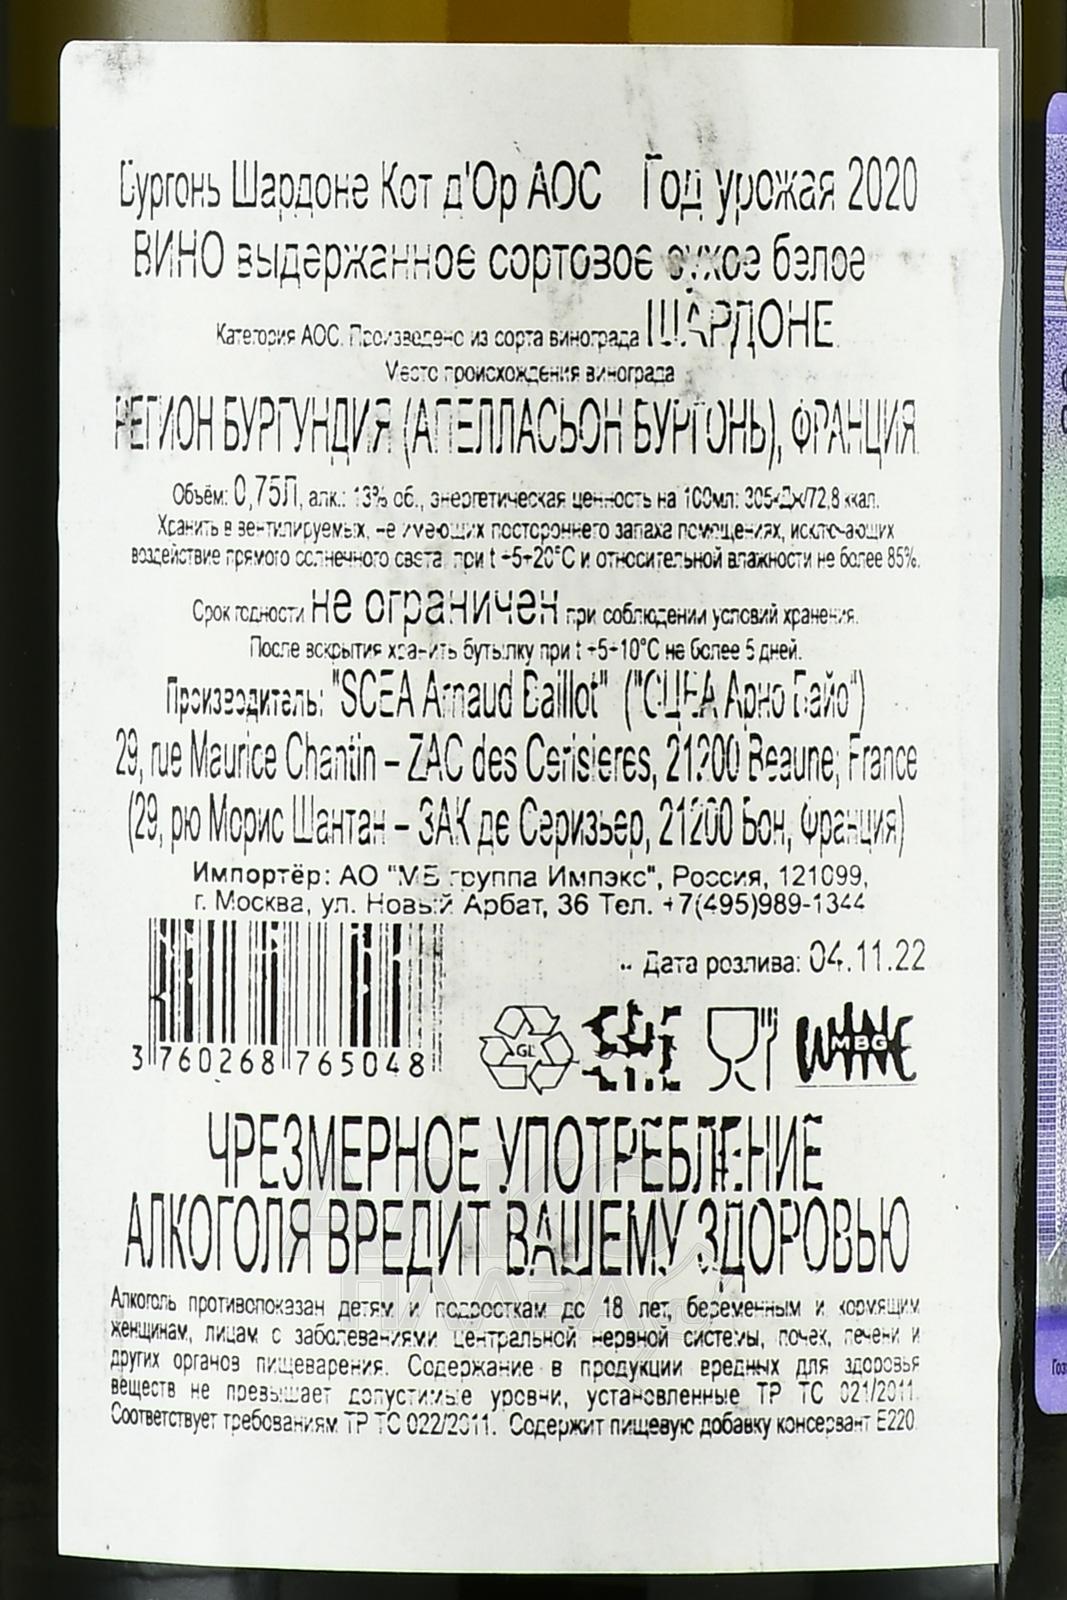 Бургонь Шардоне Кот д'Ор АОС Год урожая 2020
ВИНО выдержанное сортовое сухое белое
Категория АОС. Произведено из сорта винограда ШАРДОНЕ
Место происхождения винограда
РЕГИОН БУРГУНДИЯ (АПЕЛЛАСЬОН БУРГОНЬ), ФРАНЦИЯ
Объём: 0,75Л, алк.: 13% об., энергетическая ценность на 100мл: 305кДж/72,8 ккал.
Хранить в вентилируемых, не имеющих постороннего запаха помещениях, исключающих
воздействие прямого солнечного света, при t +5+20°С и относительной влажности не более 85%.
Срок годности не ограничен при соблюдении условий хранения.
После вскрытия хранить бутылку при t +5+10°С не более 5 дней.
Производитель: "SCEA Arnaud Baillot" ("СЦЕА Арно Байо")
29, rue Maurice Chantin – ZAC des Cerisieres, 21200 Beaune, France
(29, рю Морис Шантан – ЗАК де Серизьер, 21200 Бон, Франция)
Импортёр: АО "МБ группа Импэкс", Россия, 121099,
г. Москва, ул. Новый Арбат, 36 Тел. +7(495)989-1344
Дата розлива: 04.11.22
3 760268 765048
GL
EAC
WINE
MBG
ЧРЕЗМЕРНОЕ УПОТРЕБЛЕНИЕ
АЛКОГОЛЯ ВРЕДИТ ВАШЕМУ ЗДОРОВЬЮ
Алкоголь противопоказан детям и подросткам до 18 лет, беременным и кормящим
женщинам, лицам с заболеваниями центральной нервной системы, почек, печени и
других органов пищеварения. Содержание в продукции вредных для здоровья
веществ не превышает допустимые уровни, установленные ТР ТС 021/2011.
Соответствует требованиям ТР ТС 022/2011. Содержит пищевую добавку консервант Е220.